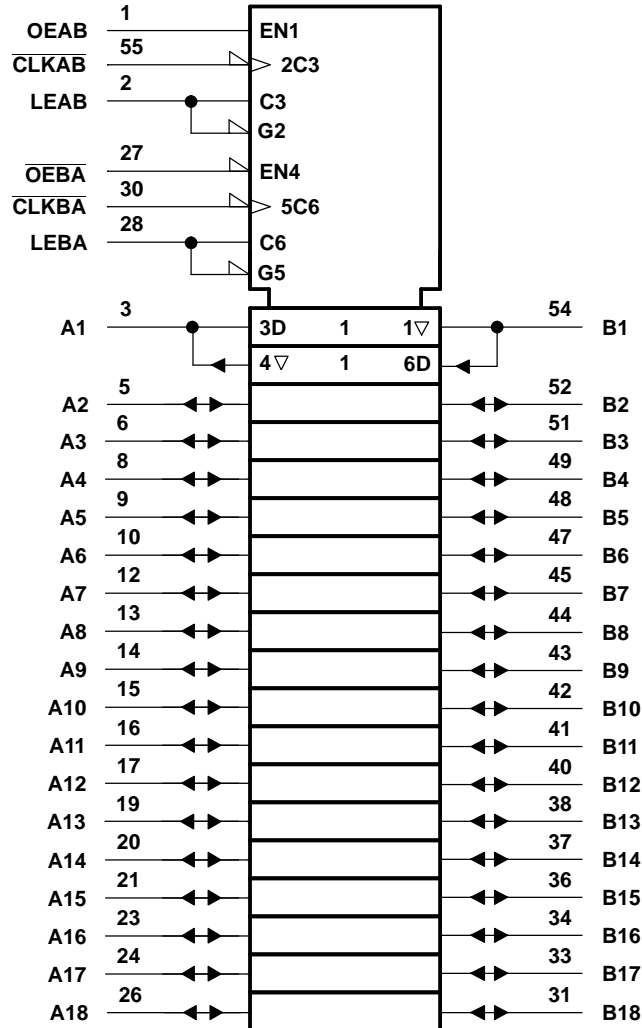 1
OEAB EN1
55
CLKAB 2C3
2
LEAB C3
G2
27
OEBA EN4
30
CLKBA 5C6
28
LEBA C6
G5
3 54
A1 3D 1 1▽ B1
4▽ 1 6D
5 52
A2 B2
6 51
A3 B3
8 49
A4 B4
9 48
A5 B5
10 47
A6 B6
12 45
A7 B7
13 44
A8 B8
14 43
A9 B9
15 42
A10 B10
16 41
A11 B11
17 40
A12 B12
19 38
A13 B13
20 37
A14 B14
21 36
A15 B15
23 34
A16 B16
24 33
A17 B17
26 31
A18 B18